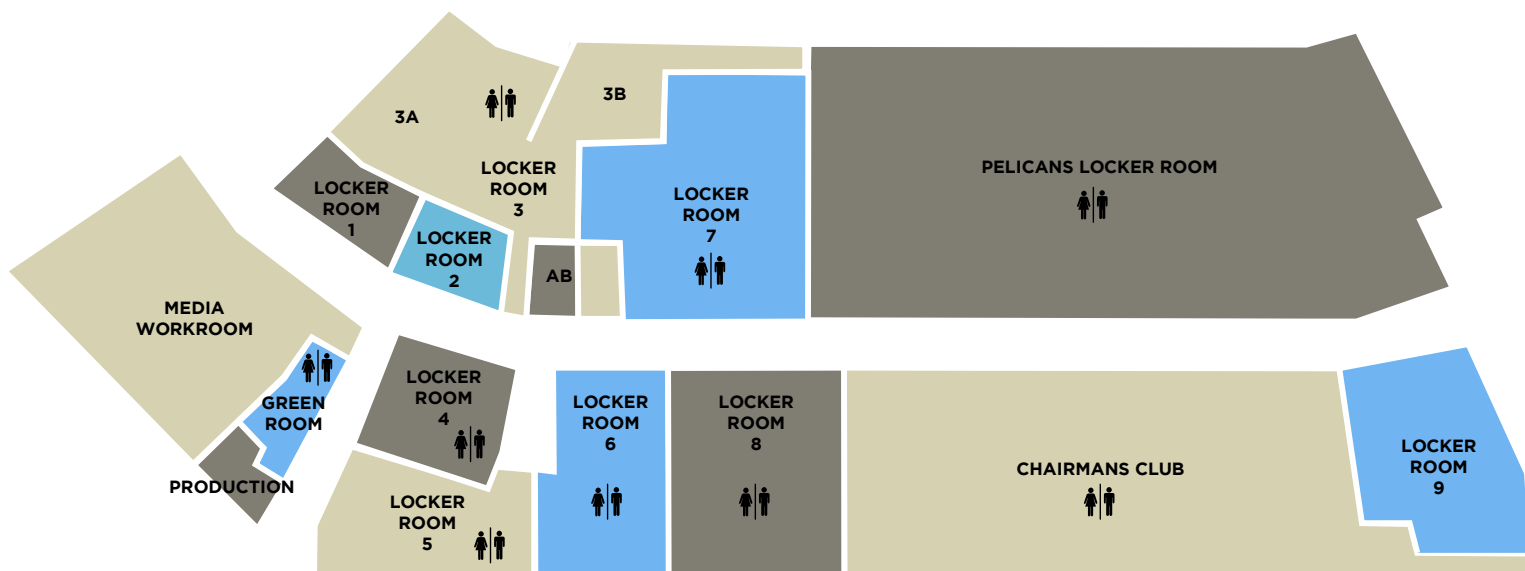 3A
3B
LOCKER
ROOM
3
LOCKER
ROOM
1
LOCKER
ROOM
2
AB
LOCKER
ROOM
7
PELICANS LOCKER ROOM
MEDIA
WORKROOM
GREEN
ROOM
PRODUCTION
LOCKER
ROOM
4
LOCKER
ROOM
5
LOCKER
ROOM
6
LOCKER
ROOM
8
CHAIRMANS CLUB
LOCKER
ROOM
9